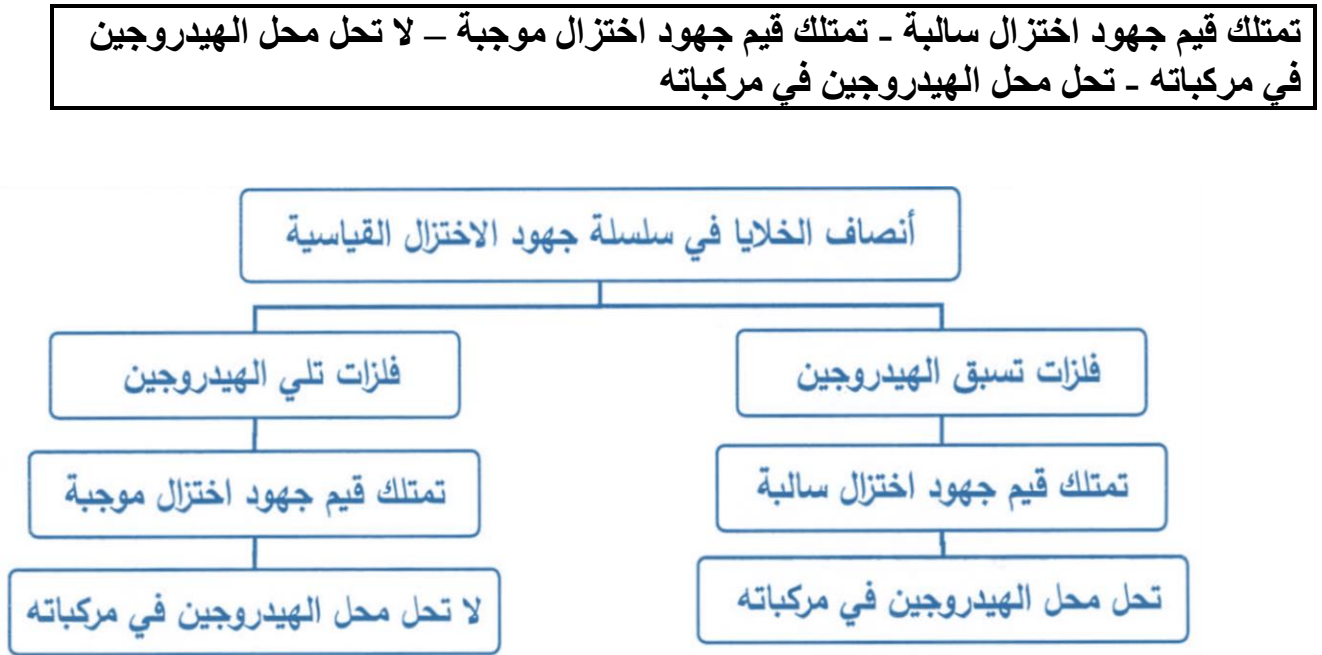 تمتلك قيم جهود اختزال سالبة - تمتلك قيم جهود اختزال موجبة – لا تحل محل الهيدروجين
في مركباته - تحل محل الهيدروجين في مركباته
أنصاف الخلايا في سلسلة جهود الاختزال القياسية
فلزات تسبق الهيدروجين
فلزات تلي الهيدروجين
تمتلك قيم جهود اختزال سالبة
تمتلك قيم جهود اختزال موجبة
تحل محل الهيدروجين في مركباته
لا تحل محل الهيدروجين في مركباته